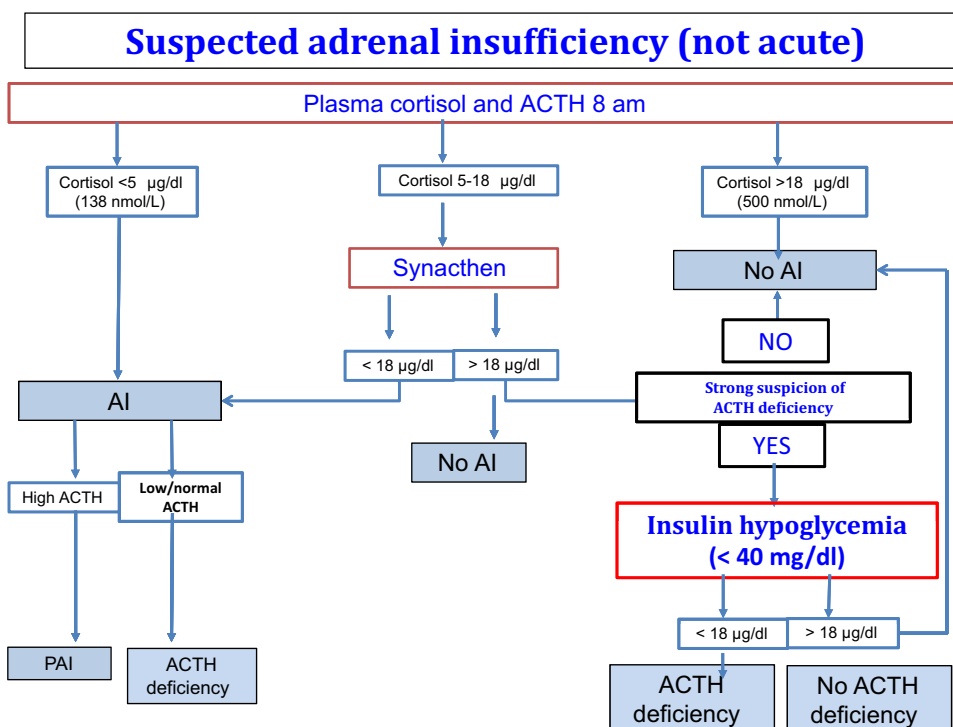 Suspected adrenal insufficiency (not acute)
Plasma cortisol and ACTH 8 am
Cortisol <5 µg/dl
(138 nmol/L)
Cortisol 5-18 µg/dl
Cortisol >18 µg/dl
(500 nmol/L)
Synacthen
No AI
NO
< 18 µg/dl
> 18 µg/dl
Strong suspicion of
ACTH deficiency
AI
YES
No AI
High ACTH
Low/normal
ACTH
Insulin hypoglycemia
(< 40 mg/dl)
< 18 µg/dl
> 18 µg/dl
PAI
ACTH
deficiency
ACTH
deficiency
No ACTH
deficiency